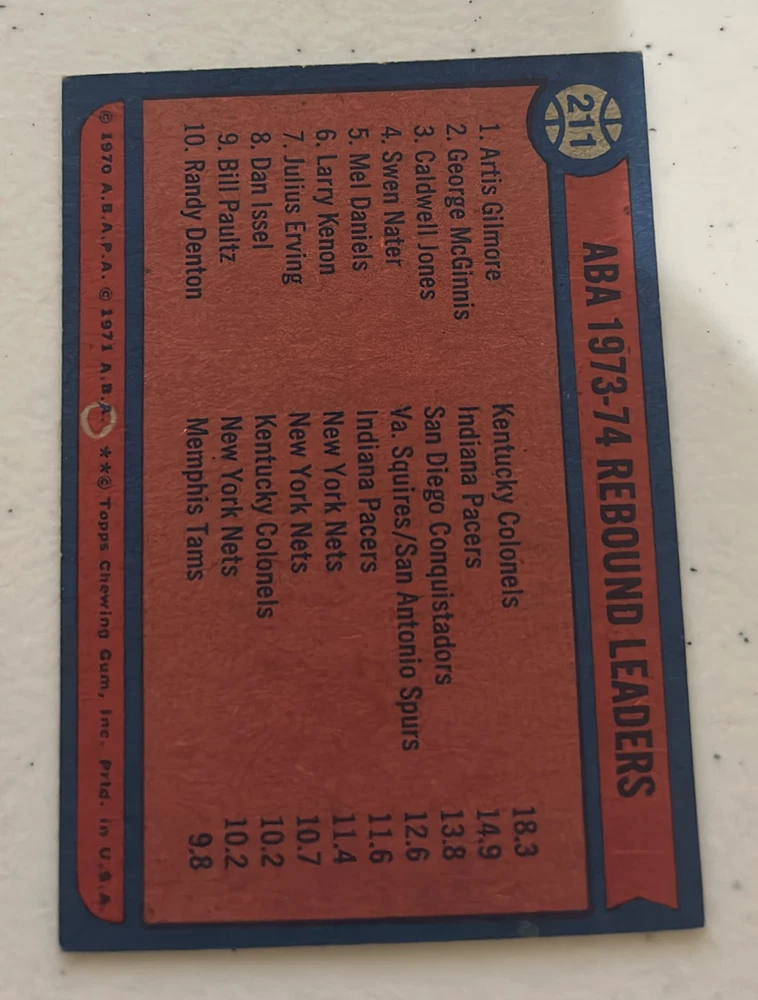 211
ABA 1973-74 REBOUND LEADERS
1. Artis Gilmore Kentucky Colonels 18.3
2. George McGinnis Indiana Pacers 14.9
3. Caldwell Jones San Diego Conquistadors 13.8
4. Swen Nater Va. Squires/San Antonio Spurs 12.6
5. Mel Daniels Indiana Pacers 11.6
6. Larry Kenon New York Nets 11.4
7. Julius Erving New York Nets 10.7
8. Dan Issel Kentucky Colonels 10.2
9. Bill Paultz New York Nets 10.2
10. Randy Denton Memphis Tams 9.8
© 1970 A.B.A.P.A. © 1971 A.B.A. **© Topps Chewing Gum, Inc. Prtd. in U.S.A.